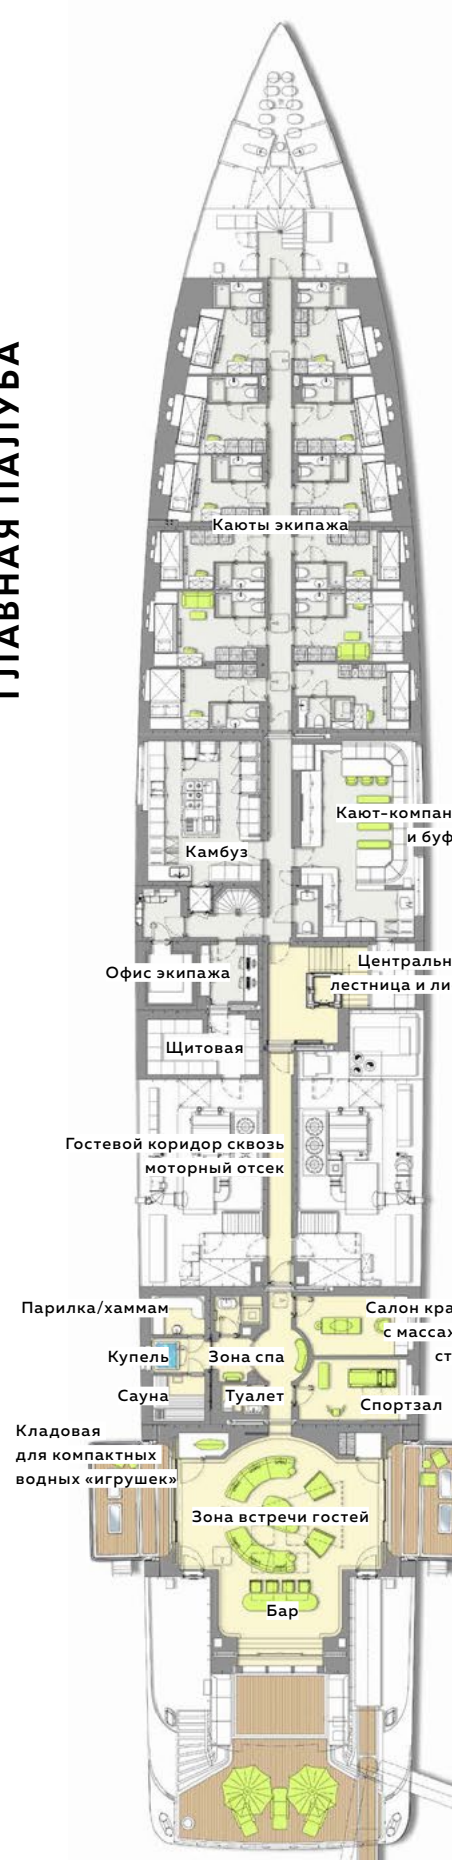 ГЛАВНАЯ ПАЛУБА
Каюты экипажа
Кают-компан
и буф
Камбуз
Офис экипажа
Центральн
лестница и ли
Щитовая
Гостевой коридор сквозь
моторный отсек
Парилка/хаммам
Салон кра
с массаж
ст
Купель
Зона спа
Сауна
Туалет
Спортзал
Кладовая
для компактных
водных «игрушек»
Зона встречи гостей
Бар